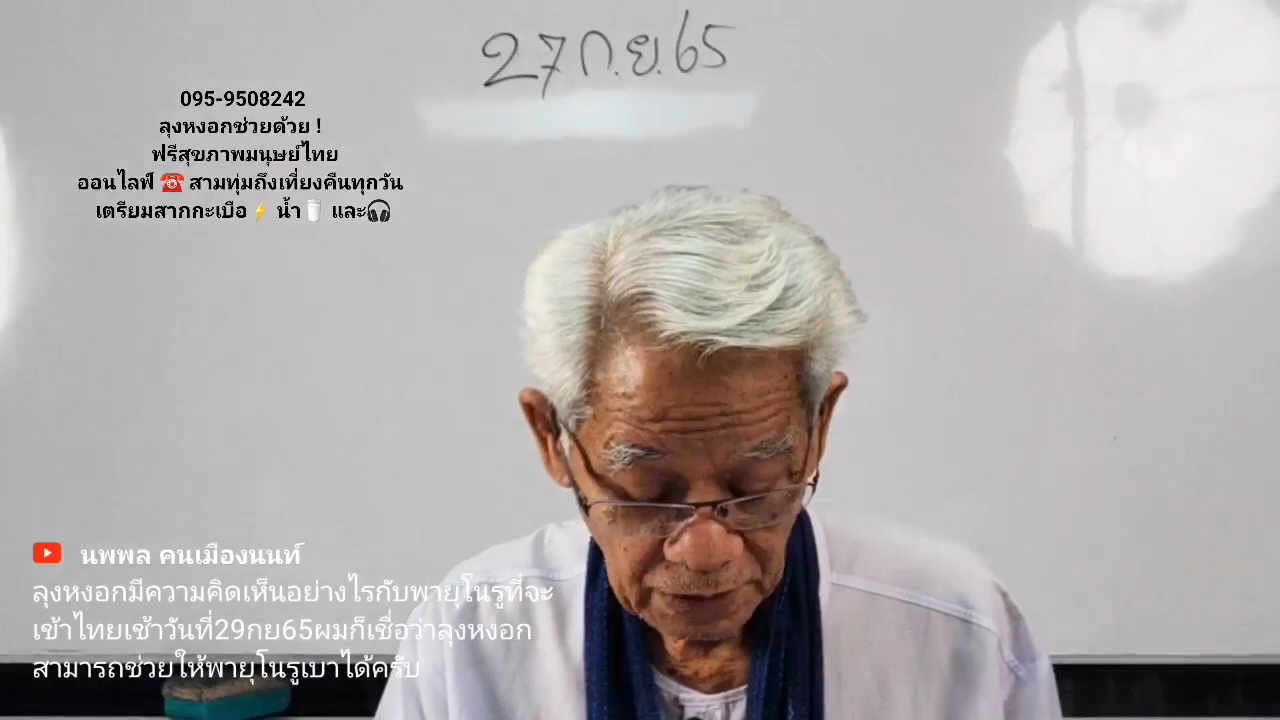 27 ก.ย. 65
095-9508242
ลุงหงอกช่วยด้วย !
ฟรีสุขภาพมนุษย์ไทย
ออนไลฟ์ ☎️ สามทุ่มถึงเที่ยงคืนทุกวัน
เตรียมสากกะเบือ⚡ น้ำ🥛 และ🎧
นพพล คนเมืองนนท์
ลุงหงอกมีความคิดเห็นอย่างไรกับพายุโนรูที่จะ
เข้าไทยเช้าวันที่29กย65ผมก็เชื่อว่าลุงหงอก
สามารถช่วยให้พายุโนรูเบาได้ครับ